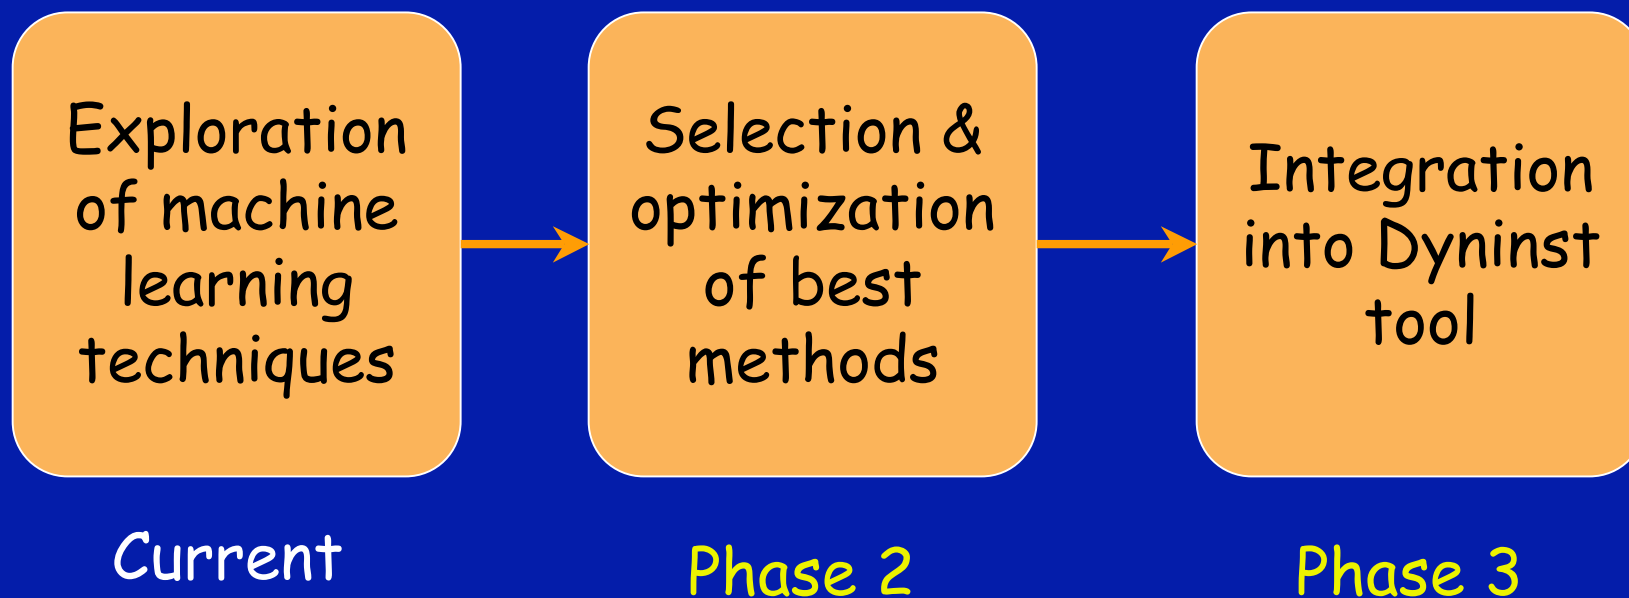 Exploration
of machine
learning
techniques
Selection &
optimization
of best
methods
Integration
into Dyninst
tool
Current
Phase 2
Phase 3